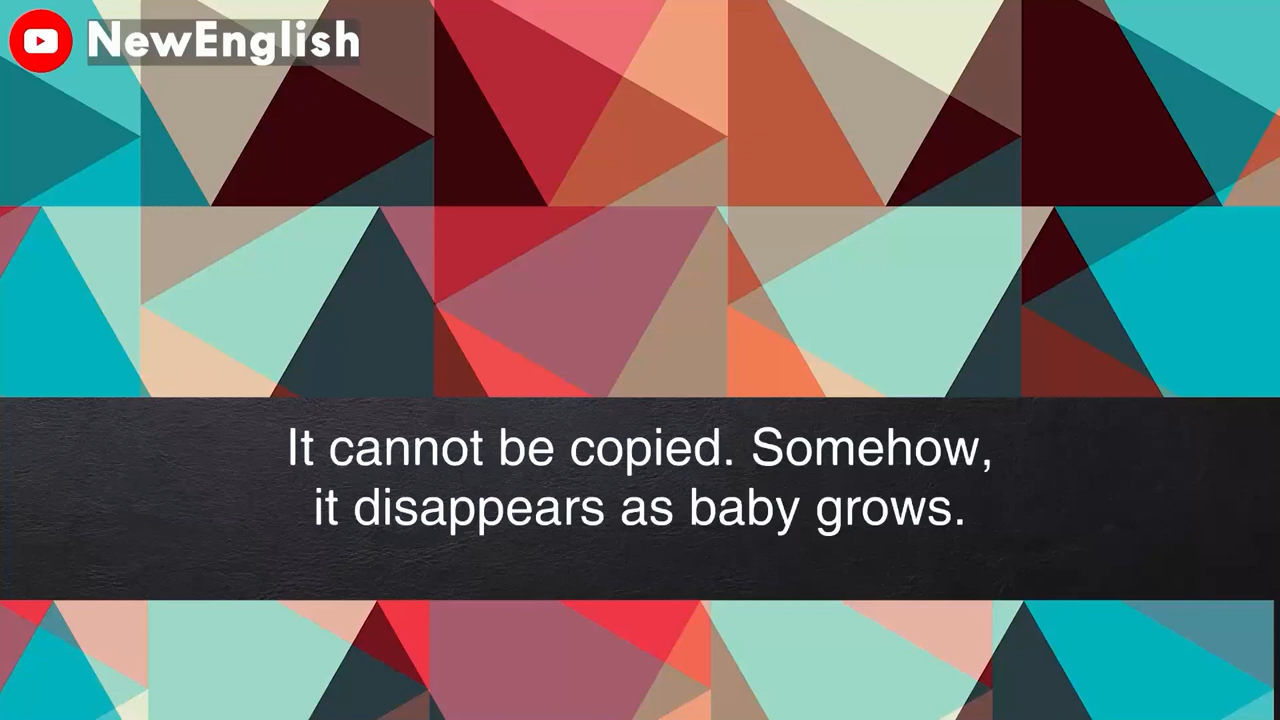 NewEnglish
It cannot be copied. Somehow,
it disappears as baby grows.